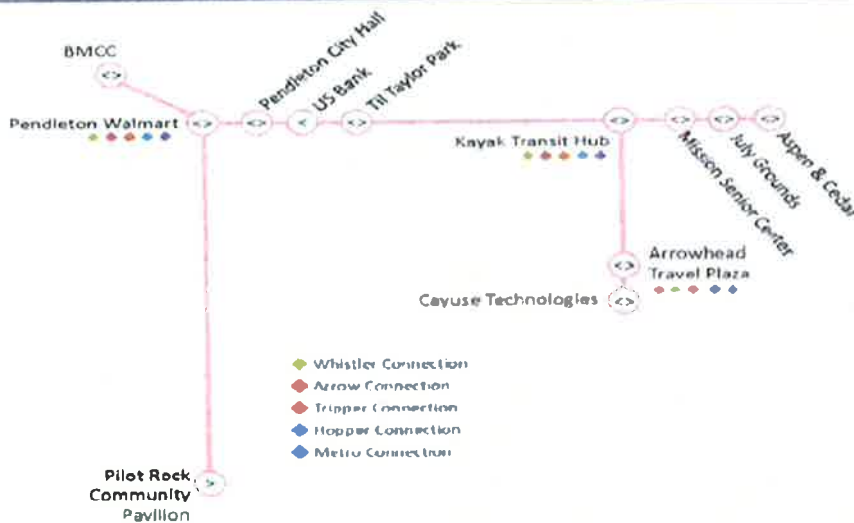 BMCC
Pendleton City Hall
US Bank
Til Taylor Park
Pendleton Walmart
Kayak Transit Hub
Mission Senior Center
July Grounds
Aspen & Cedar
Arrowhead
Travel Plaza
Cayuse Technologies
Whistler Connection
Arrow Connection
Tripper Connection
Hopper Connection
Metro Connection
Pilot Rock
Community
Pavilion